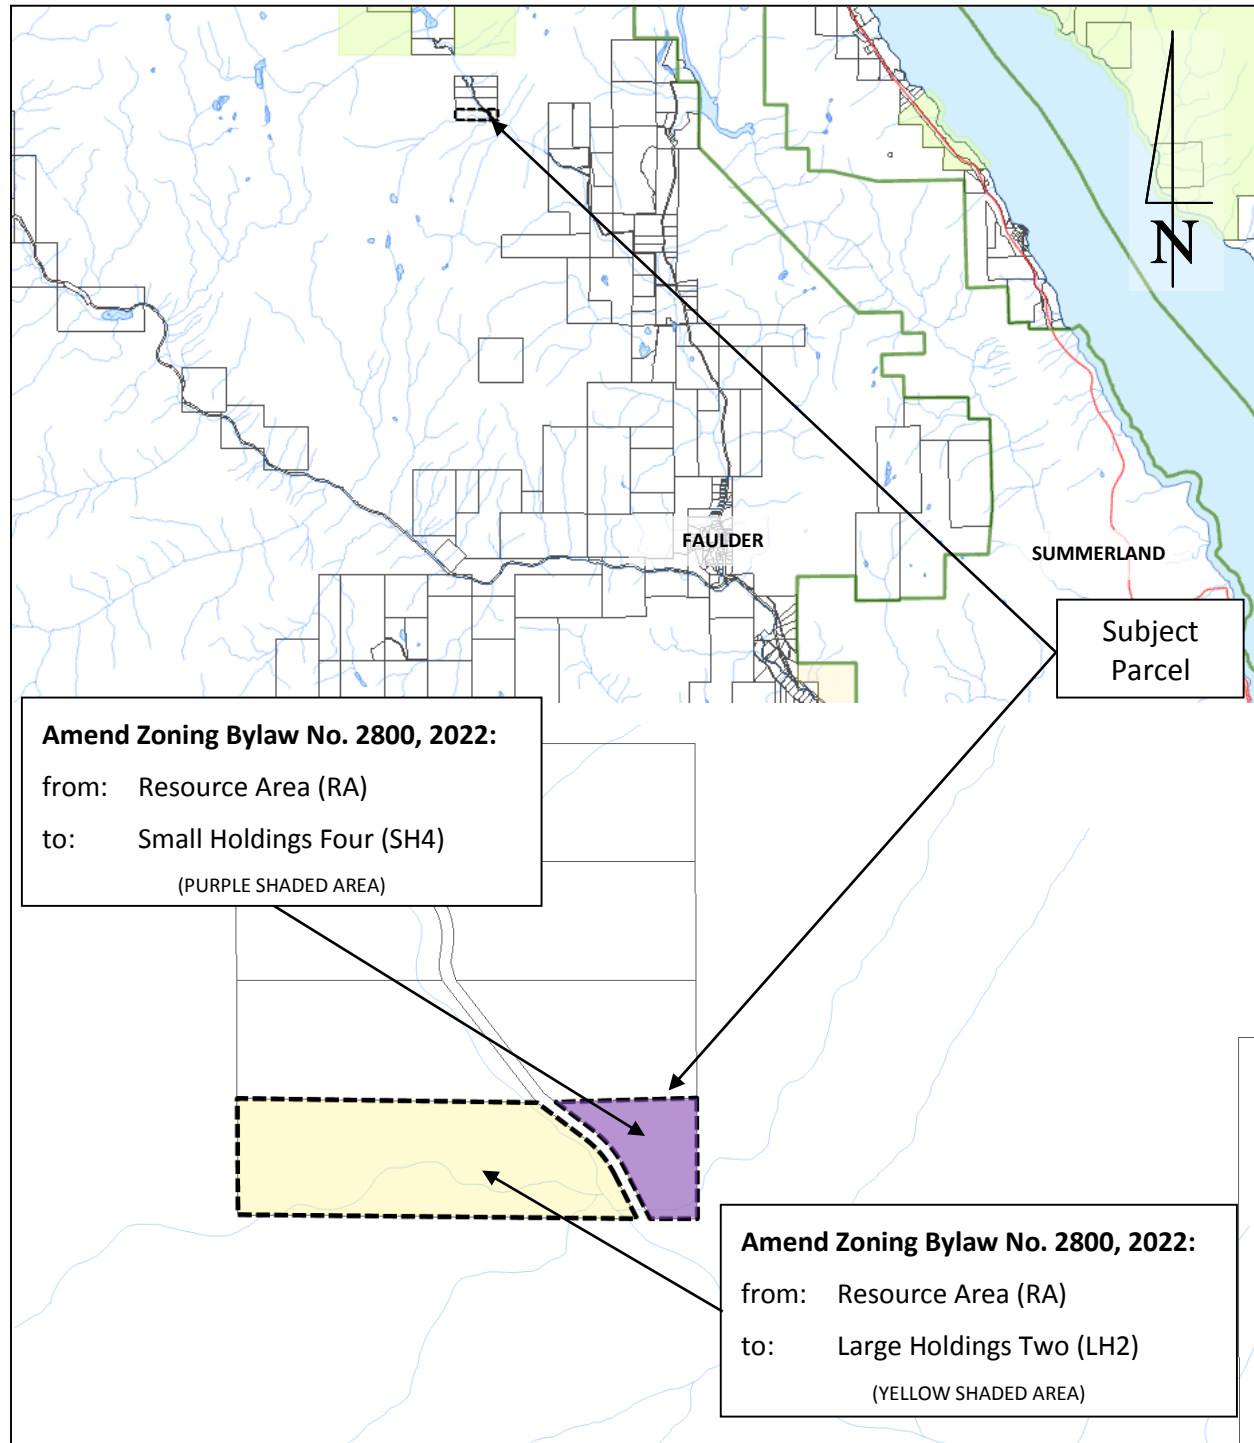 N
FAULDER
SUMMERLAND
Subject
Parcel
Amend Zoning Bylaw No. 2800, 2022:
from: Resource Area (RA)
to: Small Holdings Four (SH4)
(PURPLE SHADED AREA)
Amend Zoning Bylaw No. 2800, 2022:
from: Resource Area (RA)
to: Large Holdings Two (LH2)
(YELLOW SHADED AREA)